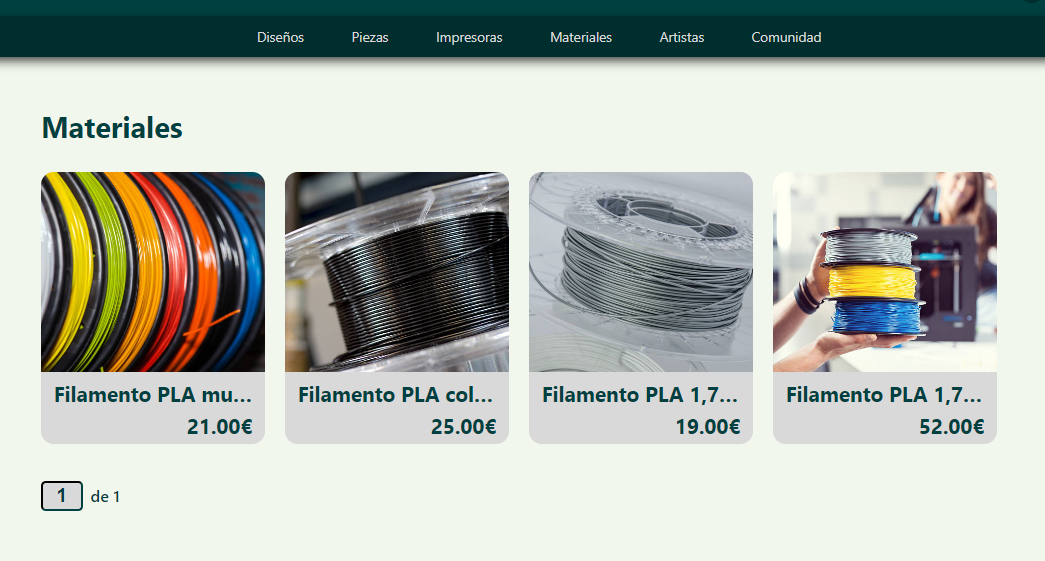 Diseños Piezas Impresoras Materiales Artistas Comunidad
Materiales
Filamento PLA mu...
21.00€
Filamento PLA col...
25.00€
Filamento PLA 1,7...
19.00€
Filamento PLA 1,7...
52.00€
1 de 1